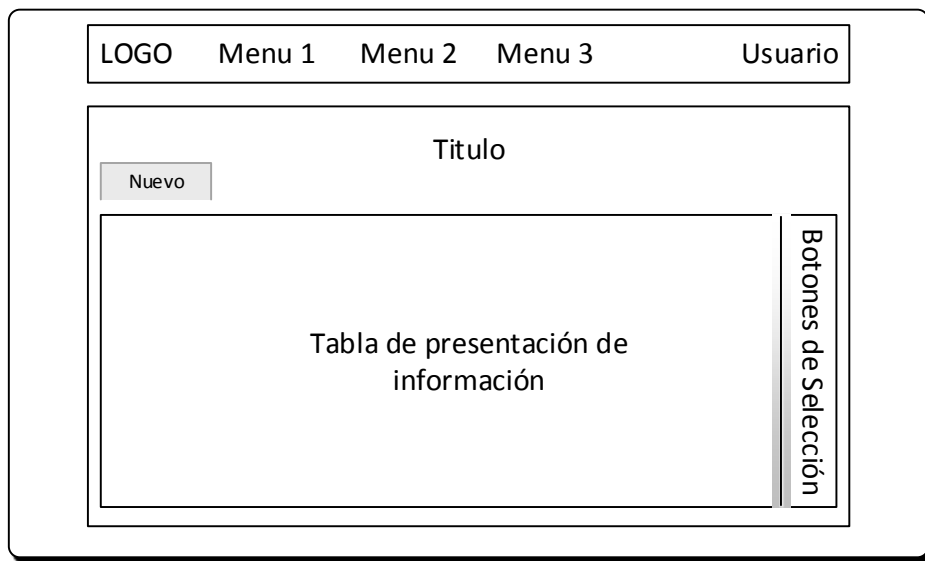 LOGO Menu 1 Menu 2 Menu 3 Usuario
Titulo
Nuevo
Tabla de presentación de
información
Botones de Selección